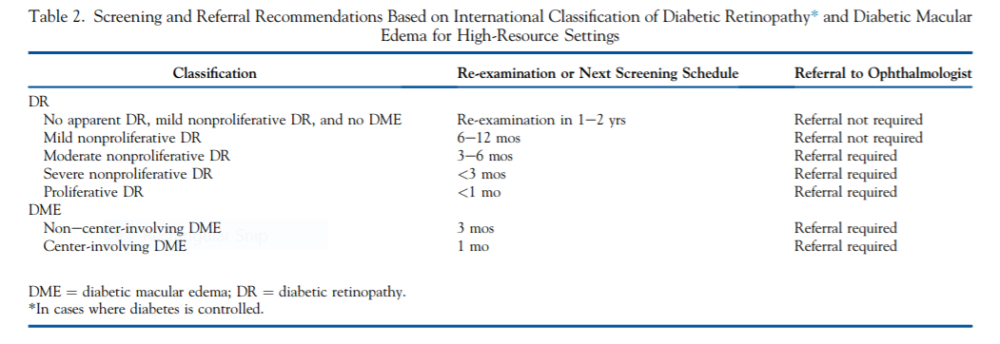 Table 2. Screening and Referral Recommendations Based on International Classification of Diabetic Retinopathy* and Diabetic Macular
Edema for High-Resource Settings
Classification Re-examination or Next Screening Schedule Referral to Ophthalmologist
DR
No apparent DR, mild nonproliferative DR, and no DME Re-examination in 1–2 yrs Referral not required
Mild nonproliferative DR 6–12 mos Referral not required
Moderate nonproliferative DR 3–6 mos Referral required
Severe nonproliferative DR <3 mos Referral required
Proliferative DR <1 mo Referral required
DME
Non–center-involving DME 3 mos Referral required
Center-involving DME 1 mo Referral required
DME = diabetic macular edema; DR = diabetic retinopathy.
*In cases where diabetes is controlled.